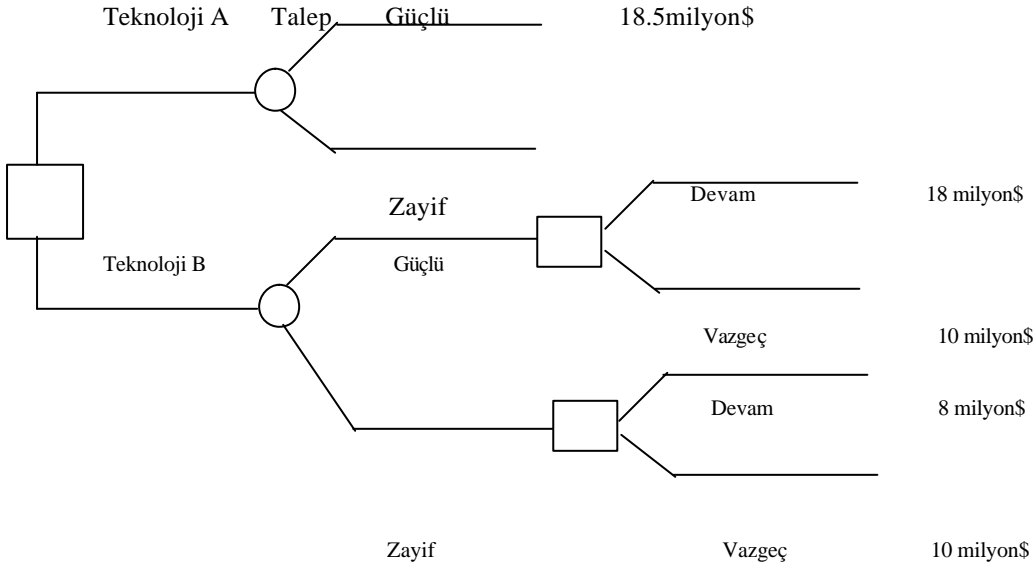 Teknoloji A Talep Güçlü 18.5milyon$
Devam 18 milyon$
Zayif
Teknoloji B Güçlü
Vazgeç 10 milyon$
Devam 8 milyon$
Zayif Vazgeç 10 milyon$